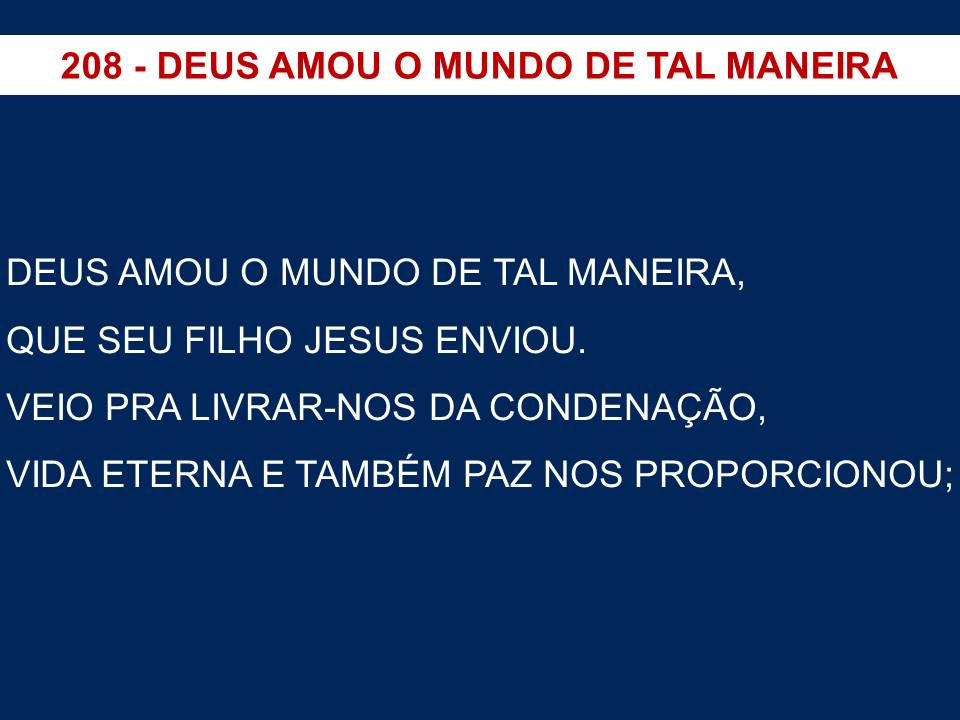 208 - DEUS AMOU O MUNDO DE TAL MANEIRA
DEUS AMOU O MUNDO DE TAL MANEIRA,
QUE SEU FILHO JESUS ENVIOU.
VEIO PRA LIVRAR-NOS DA CONDENAÇÃO,
VIDA ETERNA E TAMBÉM PAZ NOS PROPORCIONOU;